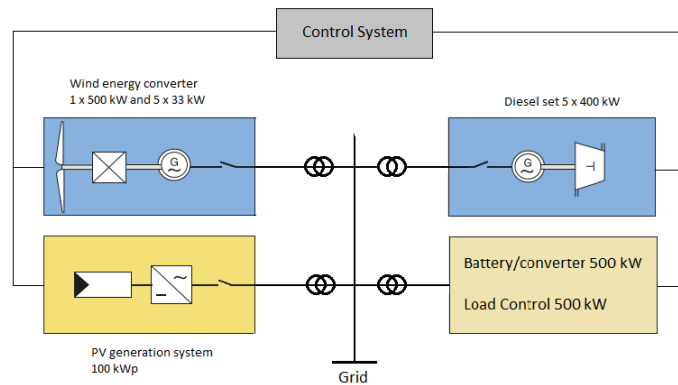 Control System
Wind energy converter
1 x 500 kW and 5 x 33 kW
Diesel set 5 x 400 kW
G
G
T
Battery/converter 500 kW
Load Control 500 kW
PV generation system
100 kWp
Grid